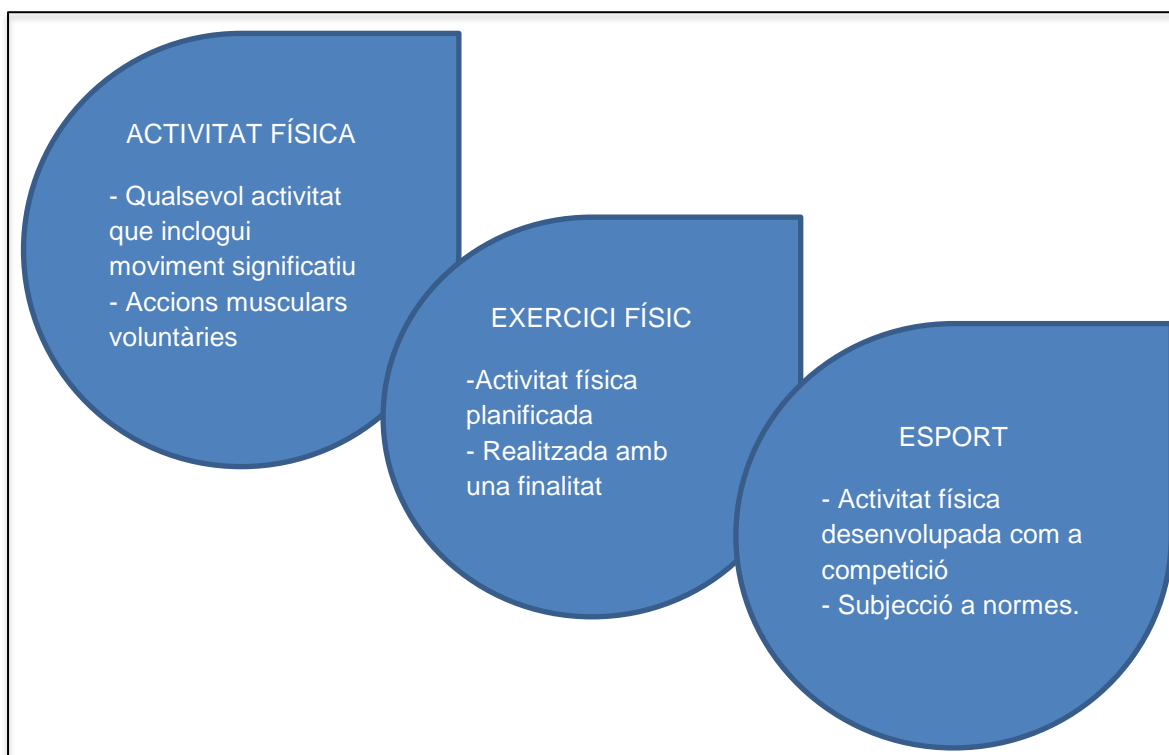 ACTIVITAT FÍSICA
- Qualsevol activitat
que inclogui
moviment significatiu
- Accions musculars
voluntàries
EXERCICI FÍSIC
-Activitat física
planificada
- Realitzada amb
una finalitat
ESPORT
- Activitat física
desenvolupada com a
competició
- Subjecció a normes.